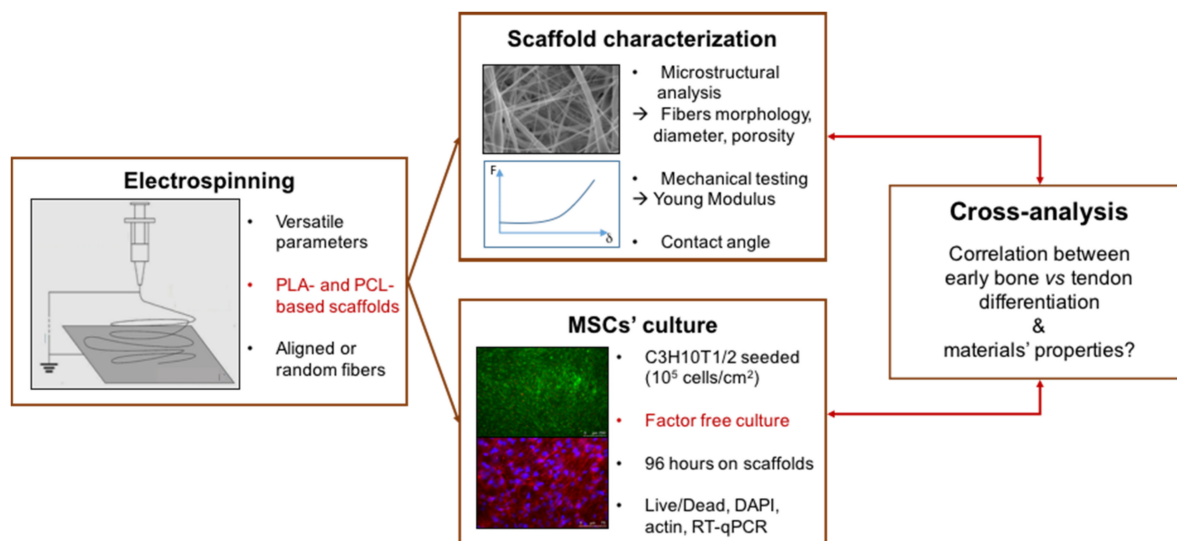 Electrospinning
• Versatile
parameters
• PLA- and PCL-
based scaffolds
• Aligned or
random fibers
Scaffold characterization
F
δ
• Microstructural
analysis
→ Fibers morphology,
diameter, porosity
• Mechanical testing
→ Young Modulus
• Contact angle
MSCs' culture
• C3H10T1/2 seeded
(10⁵ cells/cm²)
• Factor free culture
• 96 hours on scaffolds
• Live/Dead, DAPI,
actin, RT-qPCR
Cross-analysis
Correlation between
early bone vs tendon
differentiation
&
materials' properties?